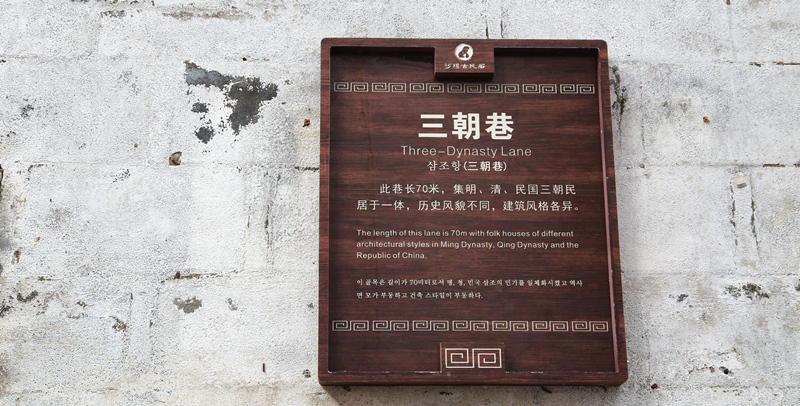 三朝巷
Three-Dynasty Lane
삼조항(三朝巷)
此巷长70米，集明、清、民国三朝民
居于一体，历史风貌不同，建筑风格各异。
The length of this lane is 70m with folk houses of different
architectural styles in Ming Dynasty, Qing Dynasty and the
Republic of China.
이 골목은 길이가 70미터로서 명, 청, 민국 삼조의 민가를 일체화시켰고 역사
면모가 부동하고 건축 스타일이 부동하다.